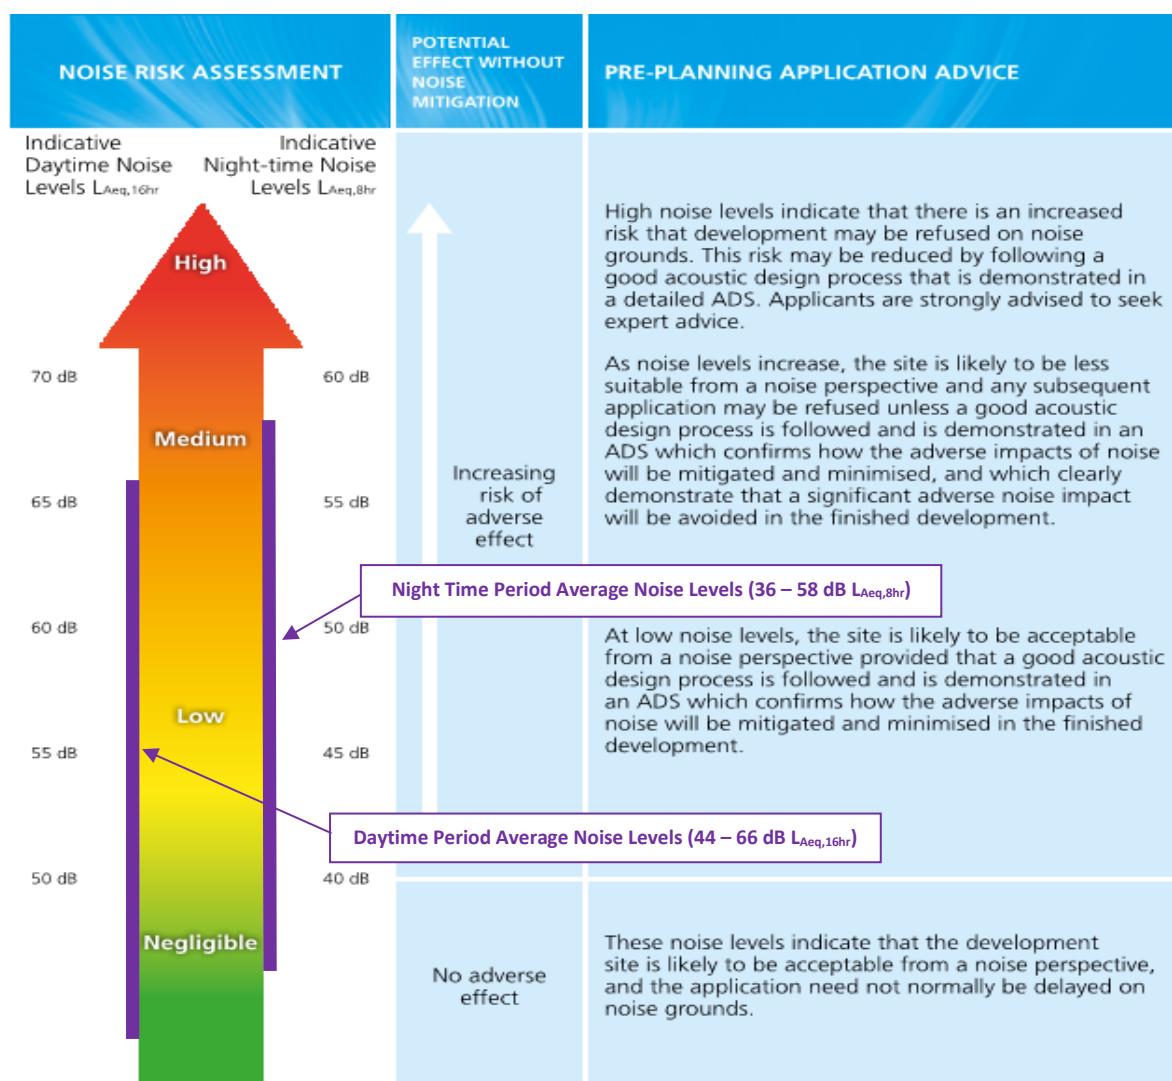 NOISE RISK ASSESSMENT
POTENTIAL
EFFECT WITHOUT
NOISE
MITIGATION
PRE-PLANNING APPLICATION ADVICE
Indicative
Daytime Noise
Levels LAeq,16hr
Indicative
Night-time Noise
Levels LAeq,8hr
High
70 dB
60 dB
Medium
65 dB
55 dB
60 dB
50 dB
Low
55 dB
45 dB
50 dB
40 dB
Negligible
Increasing
risk of
adverse
effect
No adverse
effect
High noise levels indicate that there is an increased
risk that development may be refused on noise
grounds. This risk may be reduced by following a
good acoustic design process that is demonstrated in
a detailed ADS. Applicants are strongly advised to seek
expert advice.
As noise levels increase, the site is likely to be less
suitable from a noise perspective and any subsequent
application may be refused unless a good acoustic
design process is followed and is demonstrated in an
ADS which confirms how the adverse impacts of noise
will be mitigated and minimised, and which clearly
demonstrate that a significant adverse noise impact
will be avoided in the finished development.
Night Time Period Average Noise Levels (36 – 58 dB LAeq,8hr)
At low noise levels, the site is likely to be acceptable
from a noise perspective provided that a good acoustic
design process is followed and is demonstrated in
an ADS which confirms how the adverse impacts of
noise will be mitigated and minimised in the finished
development.
Daytime Period Average Noise Levels (44 – 66 dB LAeq,16hr)
These noise levels indicate that the development
site is likely to be acceptable from a noise perspective,
and the application need not normally be delayed on
noise grounds.